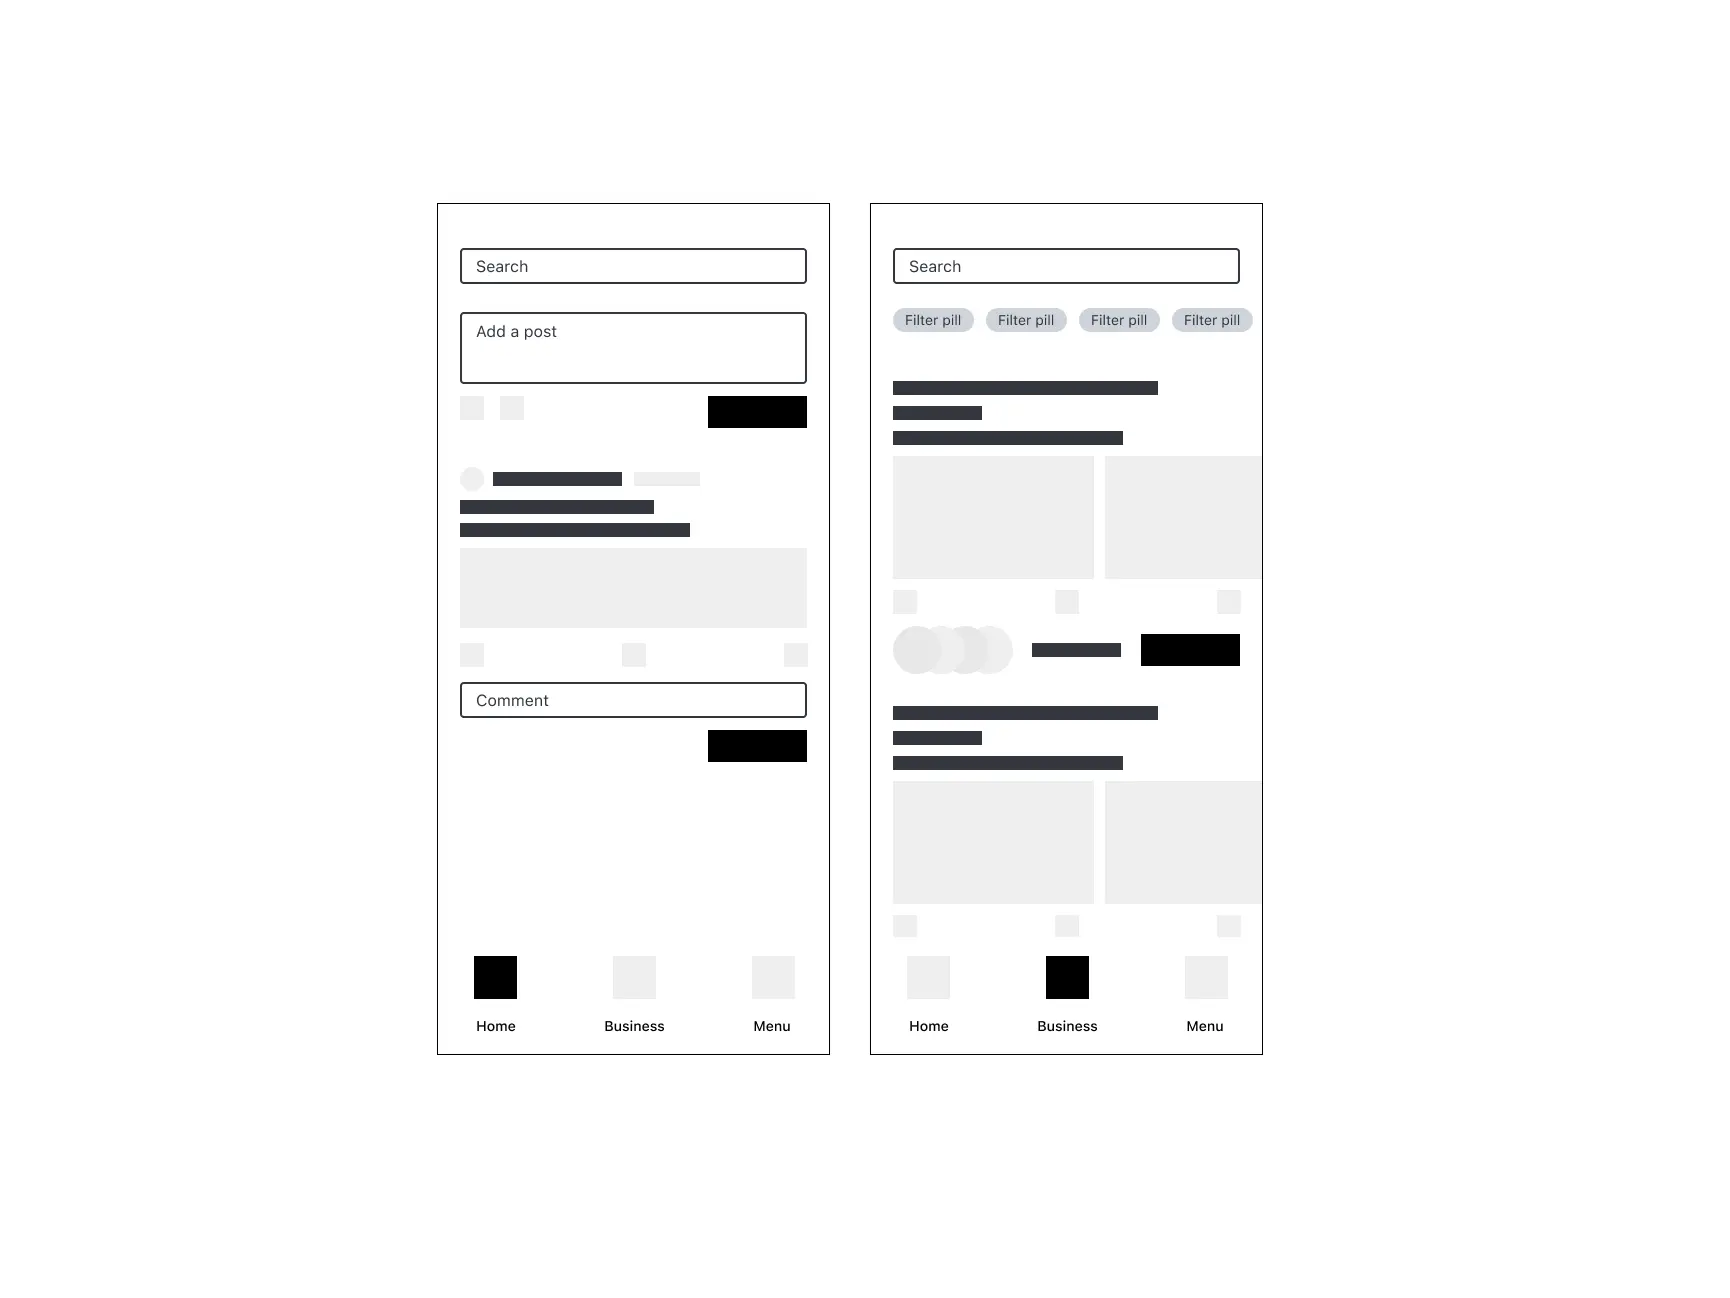 Search
Add a post
Comment
Home Business Menu
Search
Filter pill Filter pill Filter pill Filter pill
Home Business Menu